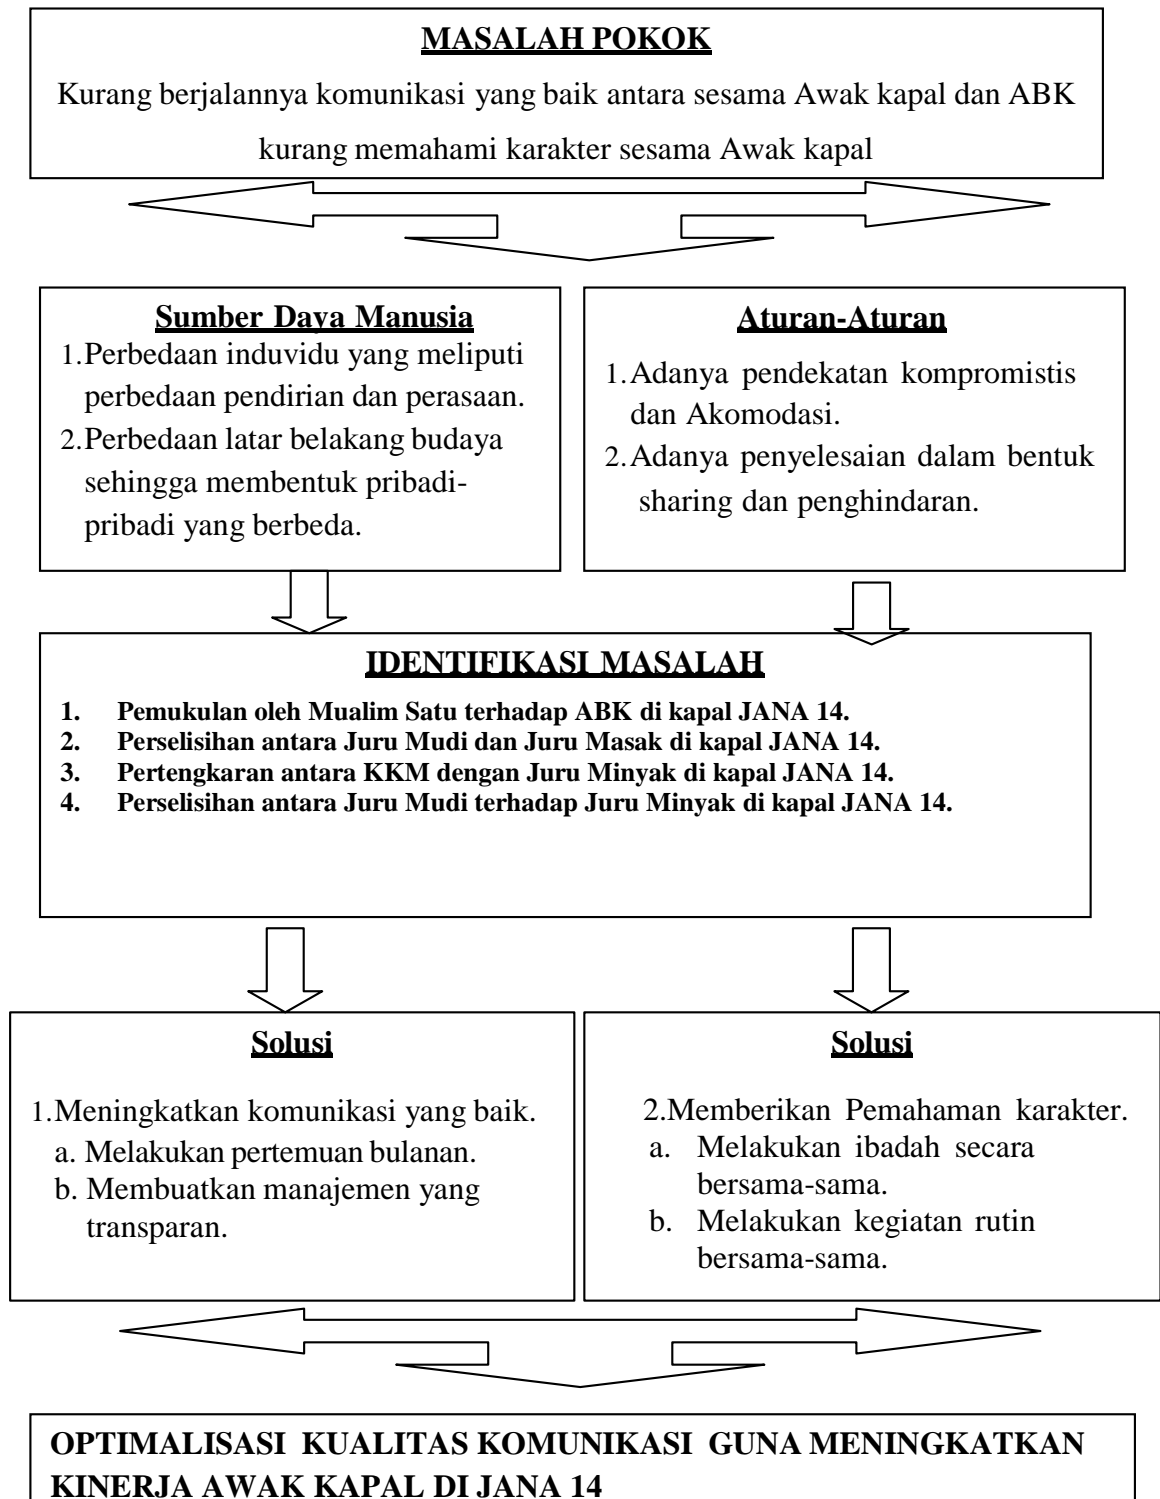 MASALAH POKOK
Kurang berjalannya komunikasi yang baik antara sesama Awak kapal dan ABK
kurang memahami karakter sesama Awak kapal
Sumber Daya Manusia
1.Perbedaan induvidu yang meliputi
perbedaan pendirian dan perasaan.
2.Perbedaan latar belakang budaya
sehingga membentuk pribadi-
pribadi yang berbeda.
Aturan-Aturan
1.Adanya pendekatan kompromistis
dan Akomodasi.
2.Adanya penyelesaian dalam bentuk
sharing dan penghindaran.
IDENTIFIKASI MASALAH
1. Pemukulan oleh Mualim Satu terhadap ABK di kapal JANA 14.
2. Perselisihan antara Juru Mudi dan Juru Masak di kapal JANA 14.
3. Pertengkaran antara KKM dengan Juru Minyak di kapal JANA 14.
4. Perselisihan antara Juru Mudi terhadap Juru Minyak di kapal JANA 14.
Solusi
1.Meningkatkan komunikasi yang baik.
a. Melakukan pertemuan bulanan.
b. Membuatkan manajemen yang
transparan.
Solusi
2.Memberikan Pemahaman karakter.
a. Melakukan ibadah secara
bersama-sama.
b. Melakukan kegiatan rutin
bersama-sama.
OPTIMALISASI KUALITAS KOMUNIKASI GUNA MENINGKATKAN
KINERJA AWAK KAPAL DI JANA 14